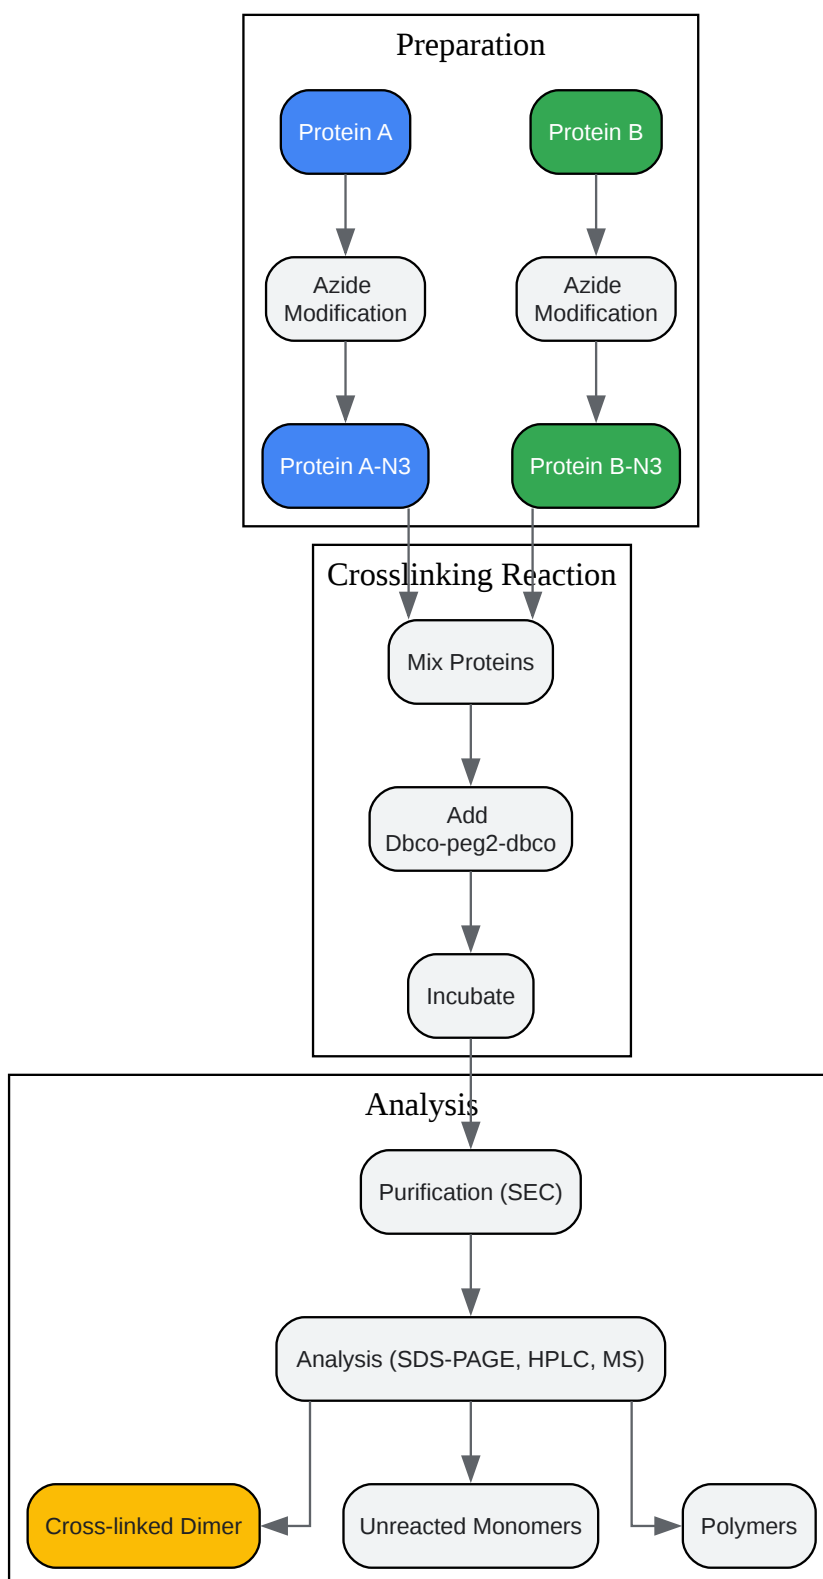 Preparation
Protein A
Protein B
Azide
Modification
Azide
Modification
Protein A-N3
Protein B-N3
Crosslinking Reaction
Mix Proteins
Add
Dbco-peg2-dbco
Incubate
Analysis
Purification (SEC)
Analysis (SDS-PAGE, HPLC, MS)
Cross-linked Dimer
Unreacted Monomers
Polymers